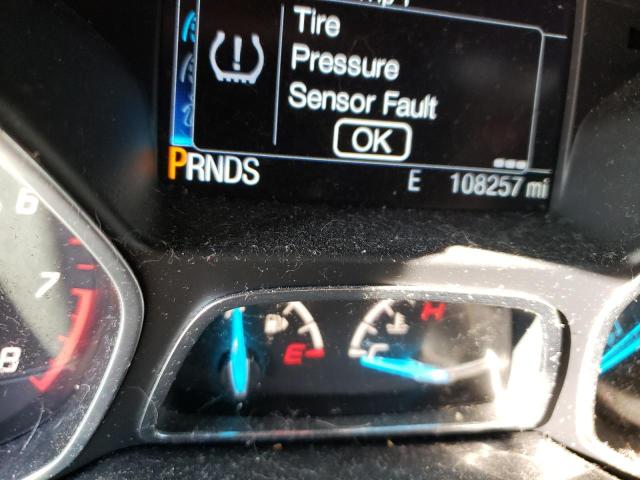 Tire
Pressure
Sensor Fault
OK
PRNDS
E 108257 mi
6
7
8
E
C
H